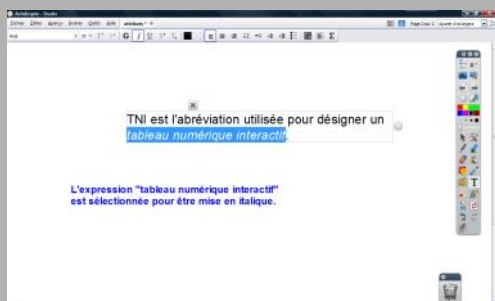 TNI est l'abréviation utilisée pour désigner un
tableau numérique interactif.
L'expression "tableau numérique interactif"
est sélectionnée pour être mise en italique.